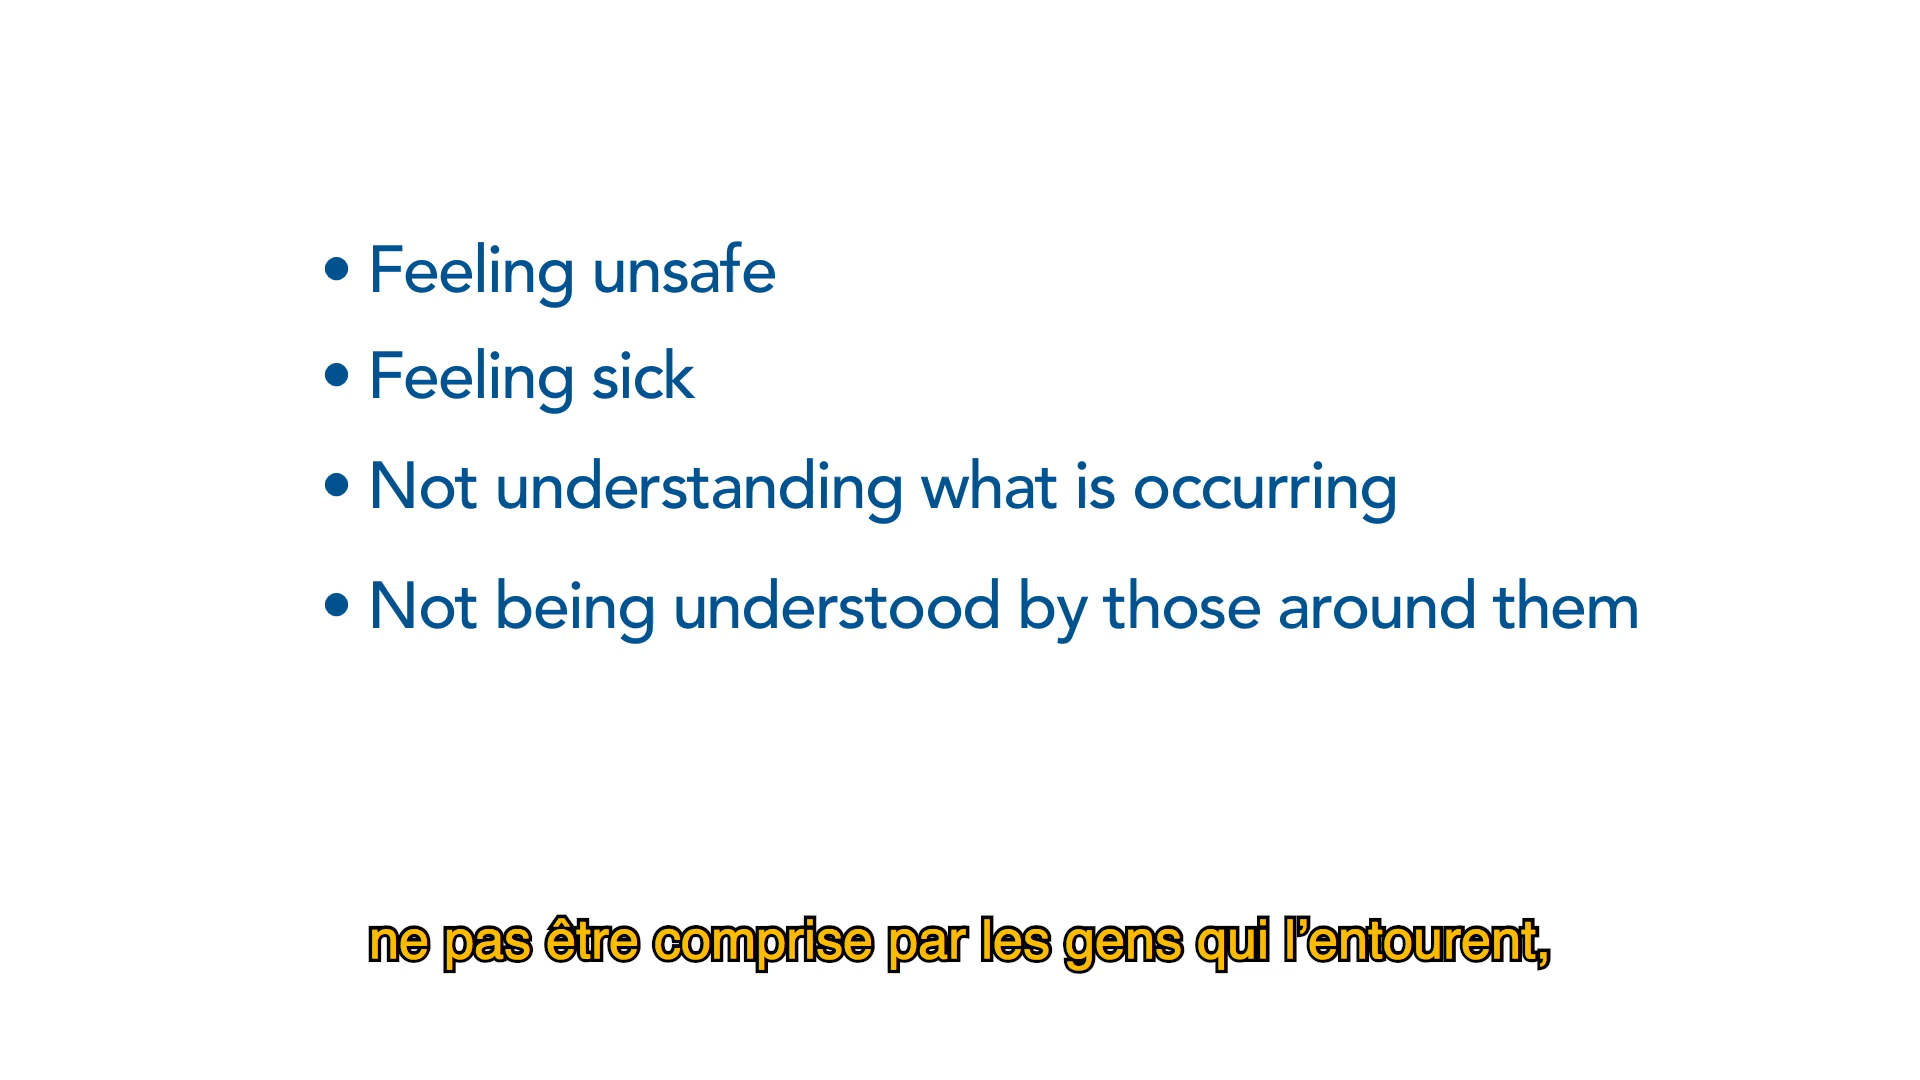 • Feeling unsafe
• Feeling sick
• Not understanding what is occurring
• Not being understood by those around them
ne pas être comprise par les gens qui l’entourent,